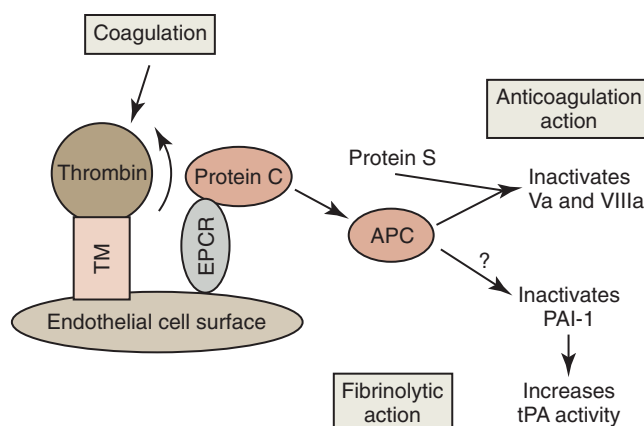 Coagulation
Anticoagulation
action
Thrombin
Protein C
Protein S
Inactivates
Va and VIIIa
TM
EPCR
APC
?
Inactivates
PAI-1
Endothelial cell surface
Fibrinolytic
action
Increases
tPA activity